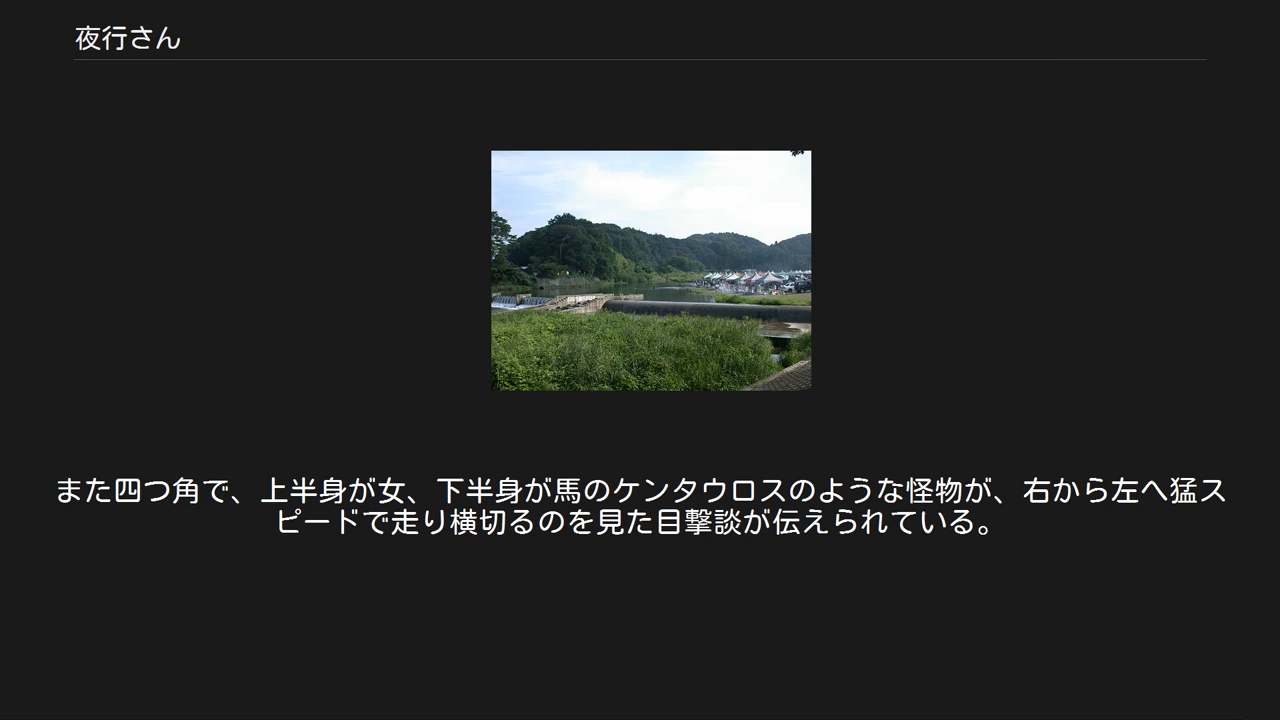 夜行さん
また四つ角で、上半身が女、下半身が馬のケンタウロスのような怪物が、右から左へ猛ス
ピードで走り横切るのを見た目撃談が伝えられている。